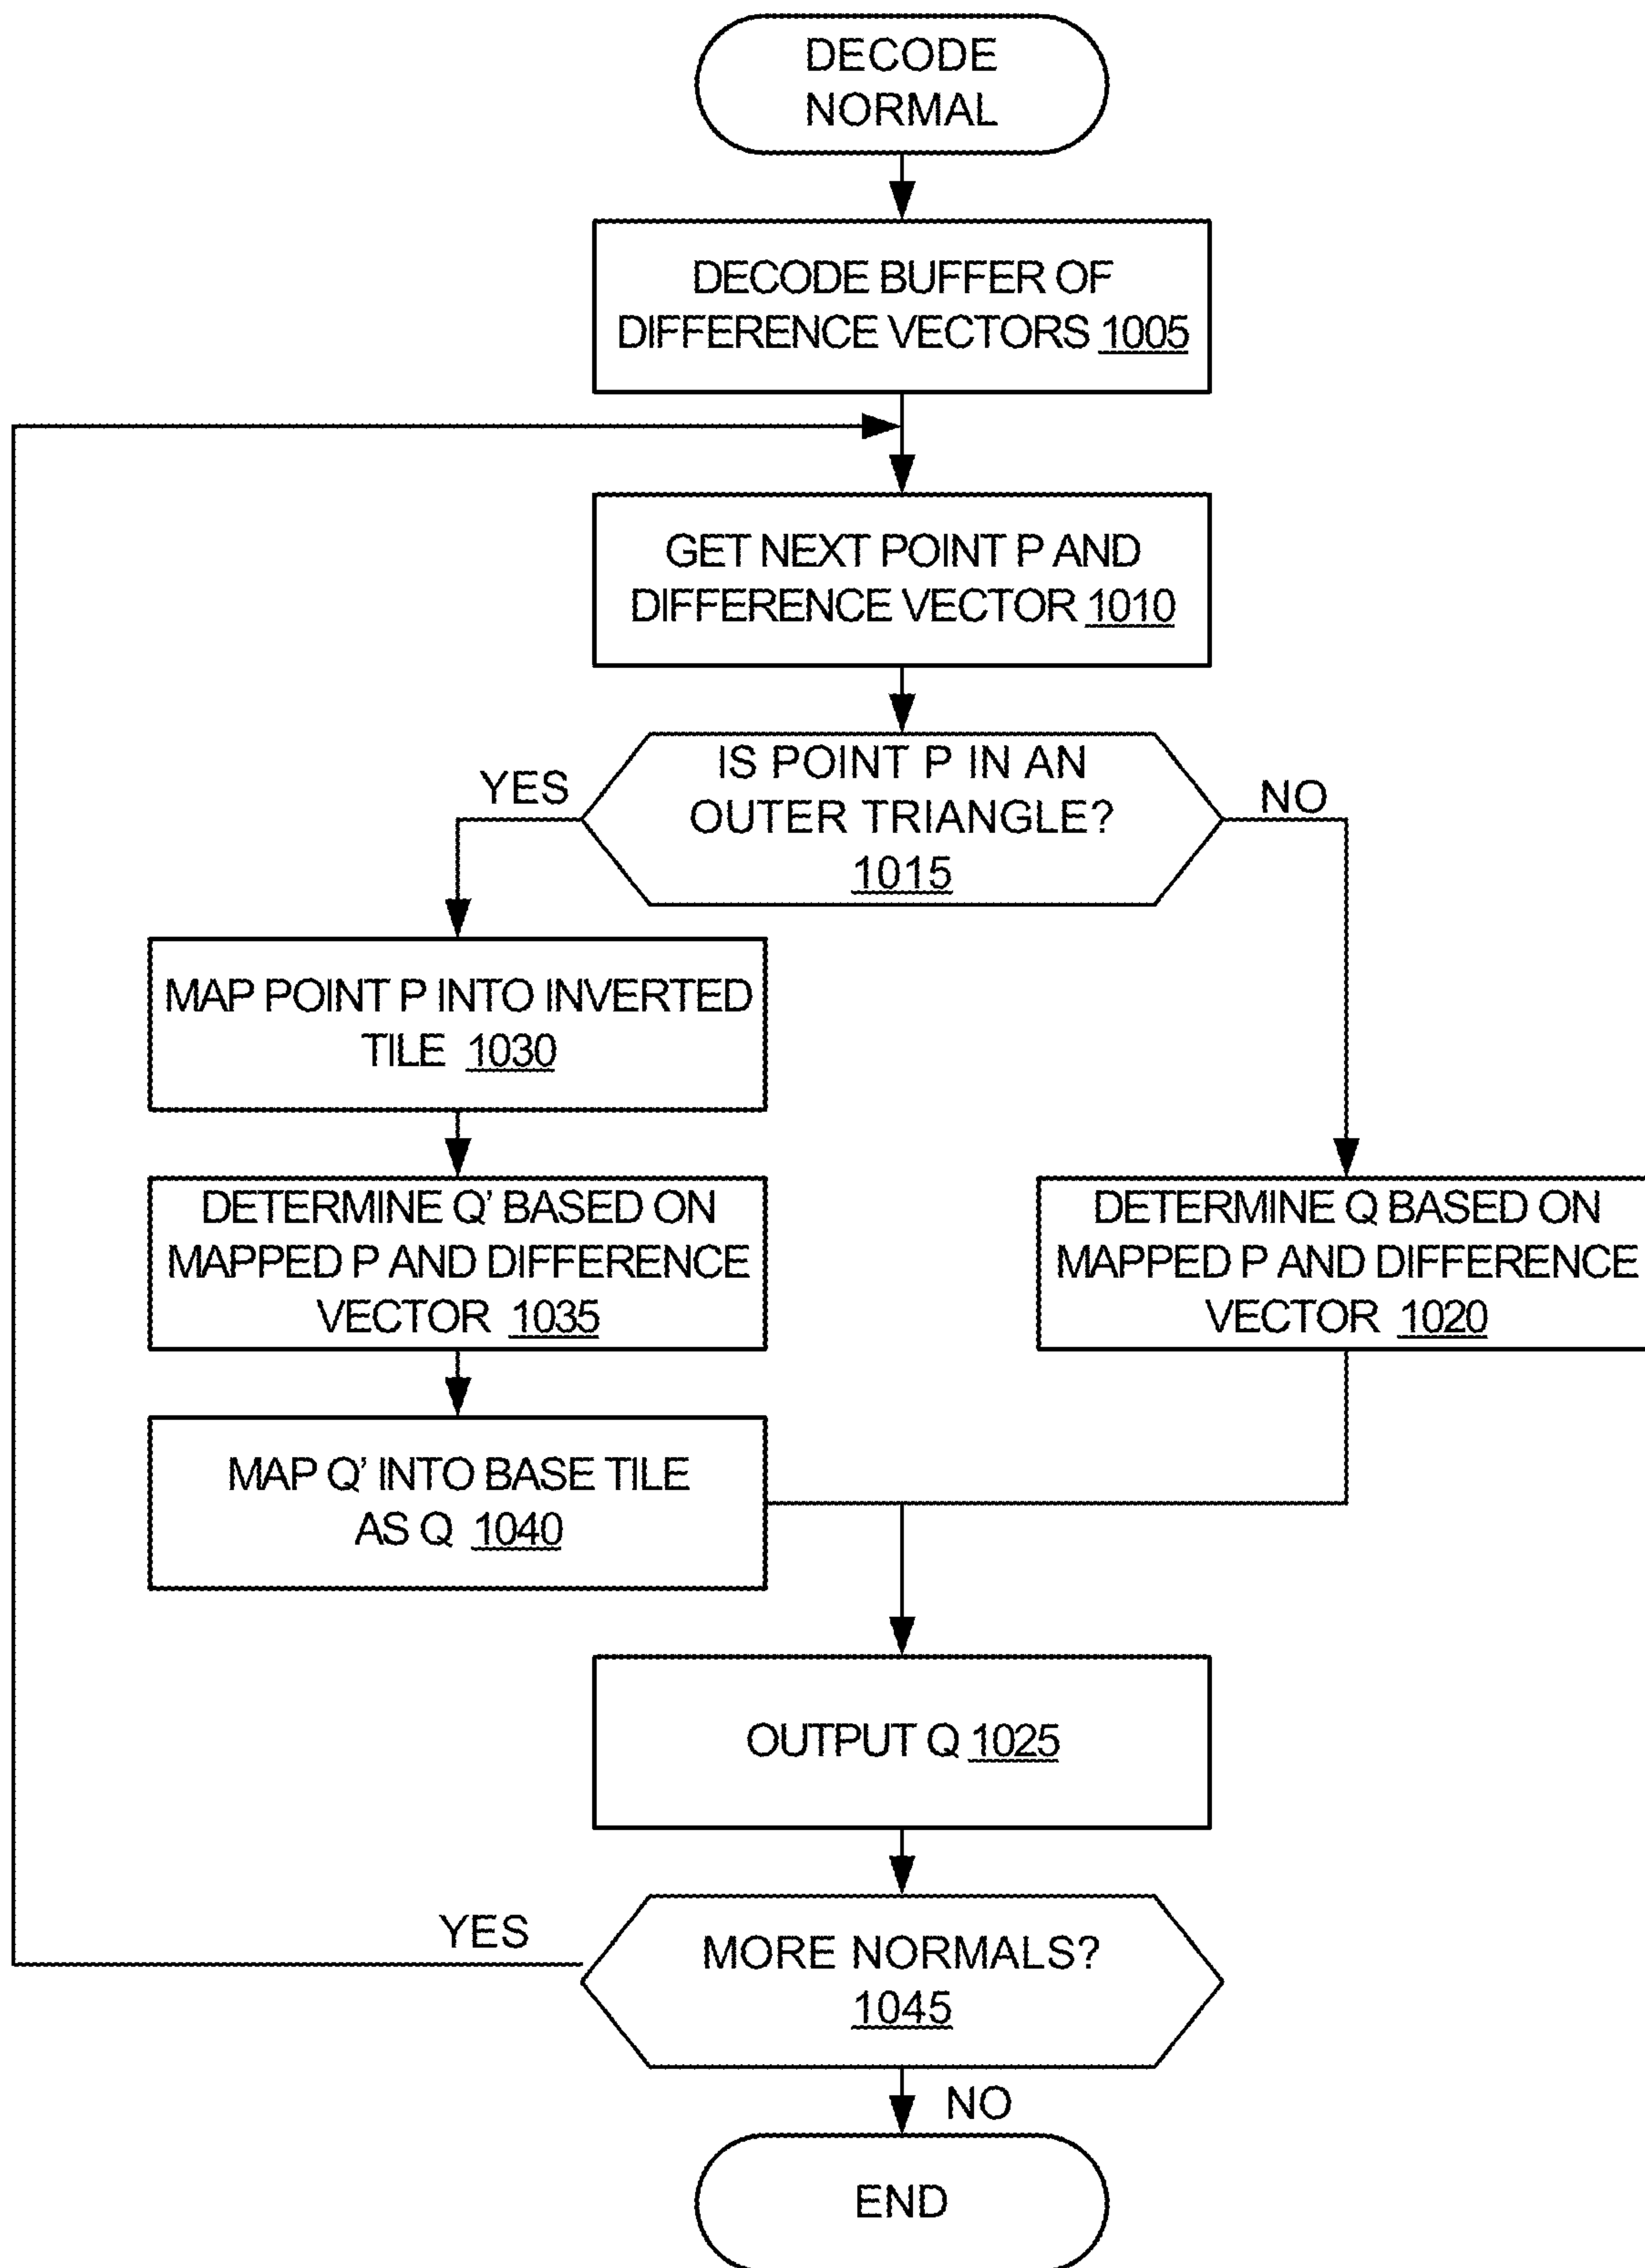 DECODE
NORMAL
DECODE BUFFER OF
DIFFERENCE VECTORS 1005
GET NEXT POINT P AND
DIFFERENCE VECTOR 1010
IS POINT P IN AN
OUTER TRIANGLE?
1015
YES
NO
MAP POINT P INTO INVERTED
TILE 1030
DETERMINE Q' BASED ON
MAPPED P AND DIFFERENCE
VECTOR 1035
DETERMINE Q BASED ON
MAPPED P AND DIFFERENCE
VECTOR 1020
MAP Q' INTO BASE TILE
AS Q 1040
OUTPUT Q 1025
YES
MORE NORMALS?
1045
NO
END